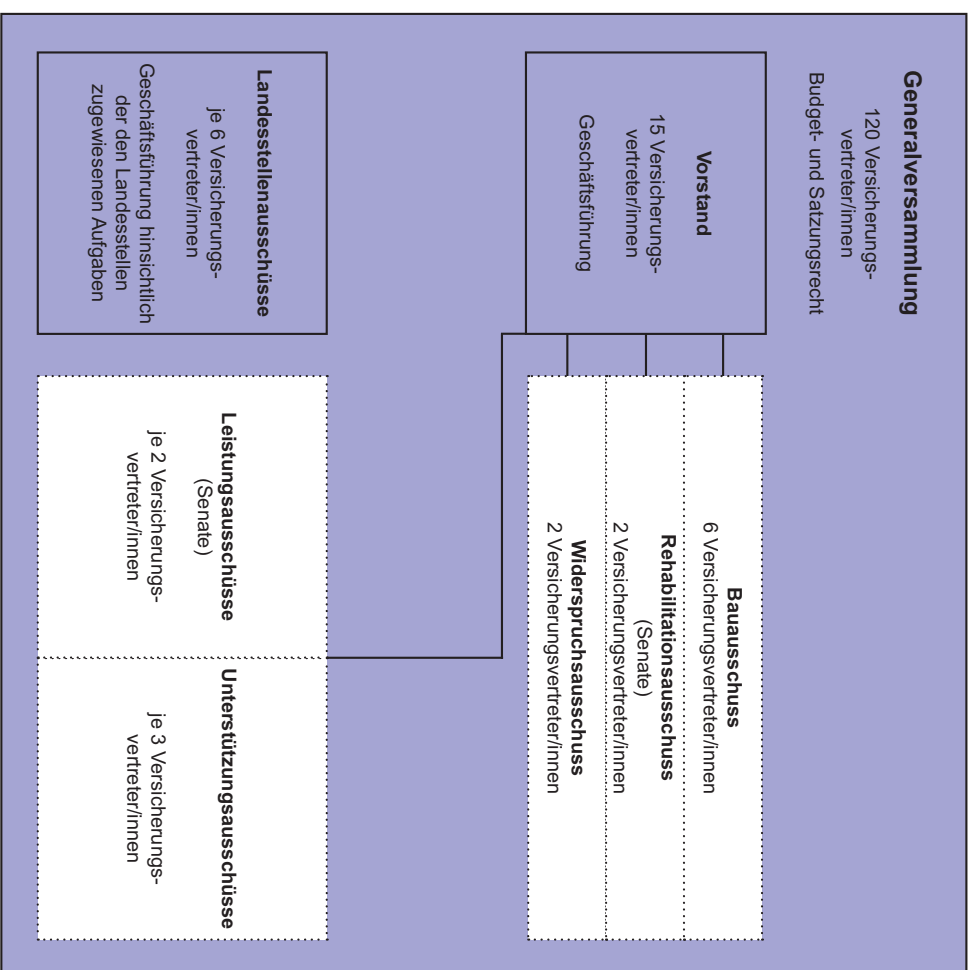 Generalversammlung
120 Versicherungs-
vertreter/innen
Budget- und Satzungsrecht
Vorstand
15 Versicherungs-
vertreter/innen
Geschäftsführung
Bauausschuss
6 Versicherungsvertreter/innen
Rehabilitationsausschuss
(Senate)
2 Versicherungsvertreter/innen
Widerspruchsausschuss
2 Versicherungsvertreter/innen
Landesstellenausschüsse
je 6 Versicherungs-
vertreter/innen
Geschäftsführung hinsichtlich
der den Landesstellen
zugewiesenen Aufgaben
Leistungsausschüsse
(Senate)
je 2 Versicherungs-
vertreter/innen
Unterstützungsausschüsse
je 3 Versicherungs-
vertreter/innen